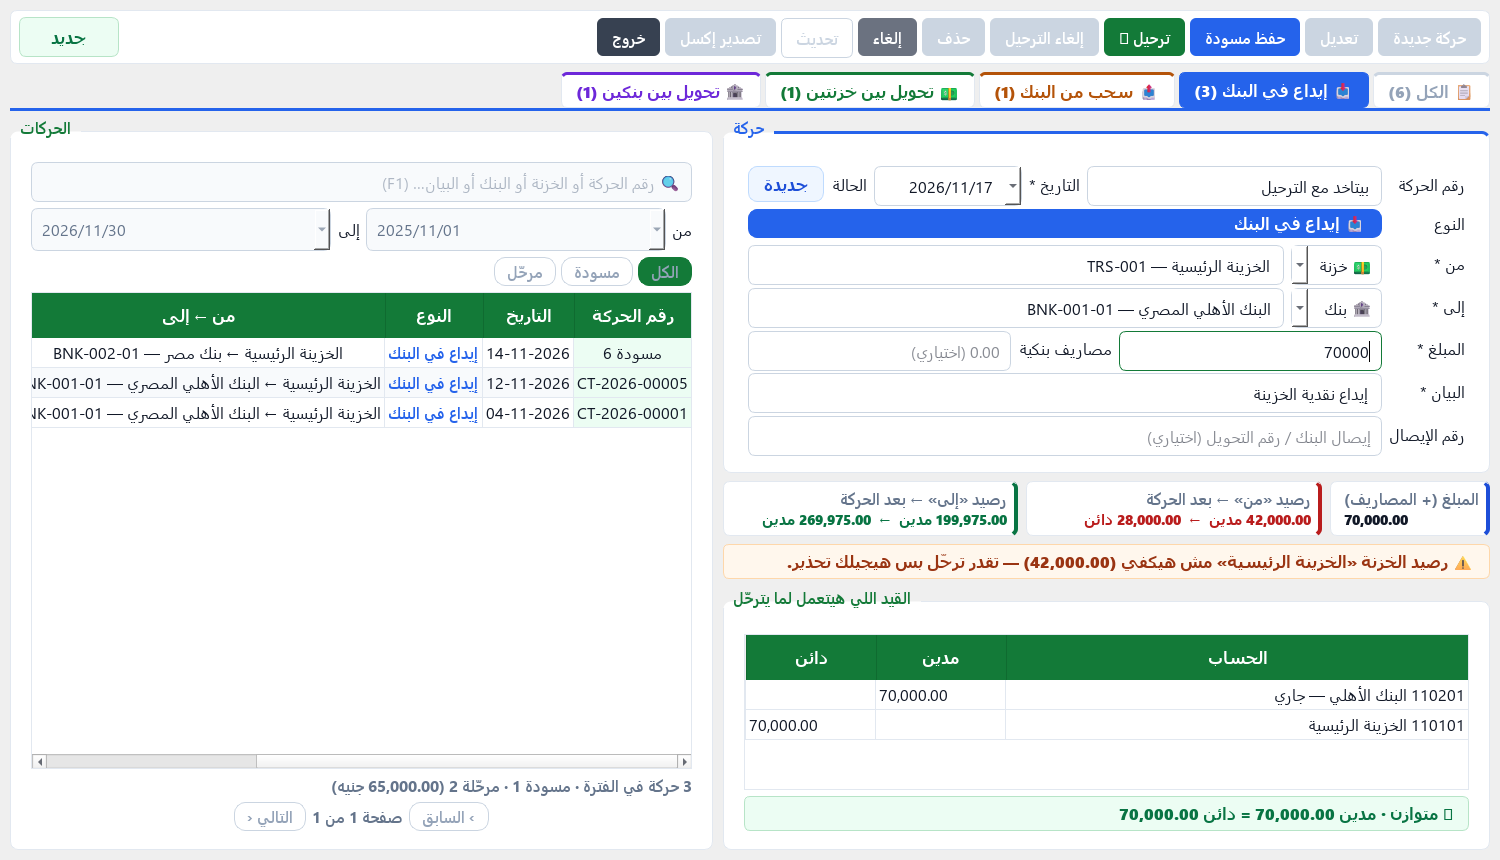 حركة جديدة
تعديل
حفظ مسودة
ترحيل
إلغاء الترحيل
حذف
إلغاء
تحديث
تصدير إكسل
خروج
جديد
الكل (6)
إيداع في البنك (3)
سحب من البنك (1)
تحويل بين خزنتين (1)
تحويل بين بنكين (1)
حركة
رقم الحركة
بيتاخد مع الترحيل
التاريخ *
2026/11/17
الحالة
جديدة
النوع
إيداع في البنك
من *
خزنة
الخزينة الرئيسية — TRS-001
إلى *
بنك
البنك الأهلي المصري — BNK-001-01
المبلغ *
70000
مصاريف بنكية
0.00 (اختياري)
البيان *
إيداع نقدية الخزينة
رقم الإيصال
إيصال البنك / رقم التحويل (اختياري)
المبلغ (+ المصاريف)
70,000.00
رصيد «من» ← بعد الحركة
42,000.00 مدين ← 28,000.00 دائن
رصيد «إلى» ← بعد الحركة
199,975.00 مدين ← 269,975.00 مدين
⚠️ رصيد الخزنة «الخزينة الرئيسية» مش هيكفي (42,000.00) — تقدر ترحّل بس هيجيلك تحذير.
القيد اللي هيتعمل لما يترحّل
الحساب مدين دائن
110201 البنك الأهلي — جاري 70,000.00
110101 الخزينة الرئيسية 70,000.00
متوازن · مدين 70,000.00 = دائن 70,000.00
الحركات
رقم الحركة أو الخزنة أو البنك أو البيان... (F1)
من 2025/11/01 إلى 2026/11/30
الكل مسودة مرحّل
رقم الحركة التاريخ النوع من ← إلى
مسودة 6 14-11-2026 إيداع في البنك الخزينة الرئيسية ← بنك مصر — BNK-002-01
CT-2026-00005 12-11-2026 إيداع في البنك الخزينة الرئيسية ← البنك الأهلي المصري — NK-001-01
CT-2026-00001 04-11-2026 إيداع في البنك الخزينة الرئيسية ← البنك الأهلي المصري — NK-001-01
3 حركة في الفترة · مسودة 1 · مرحّلة 2 (65,000.00 جنيه)
› السابق صفحة 1 من 1 التالي ‹